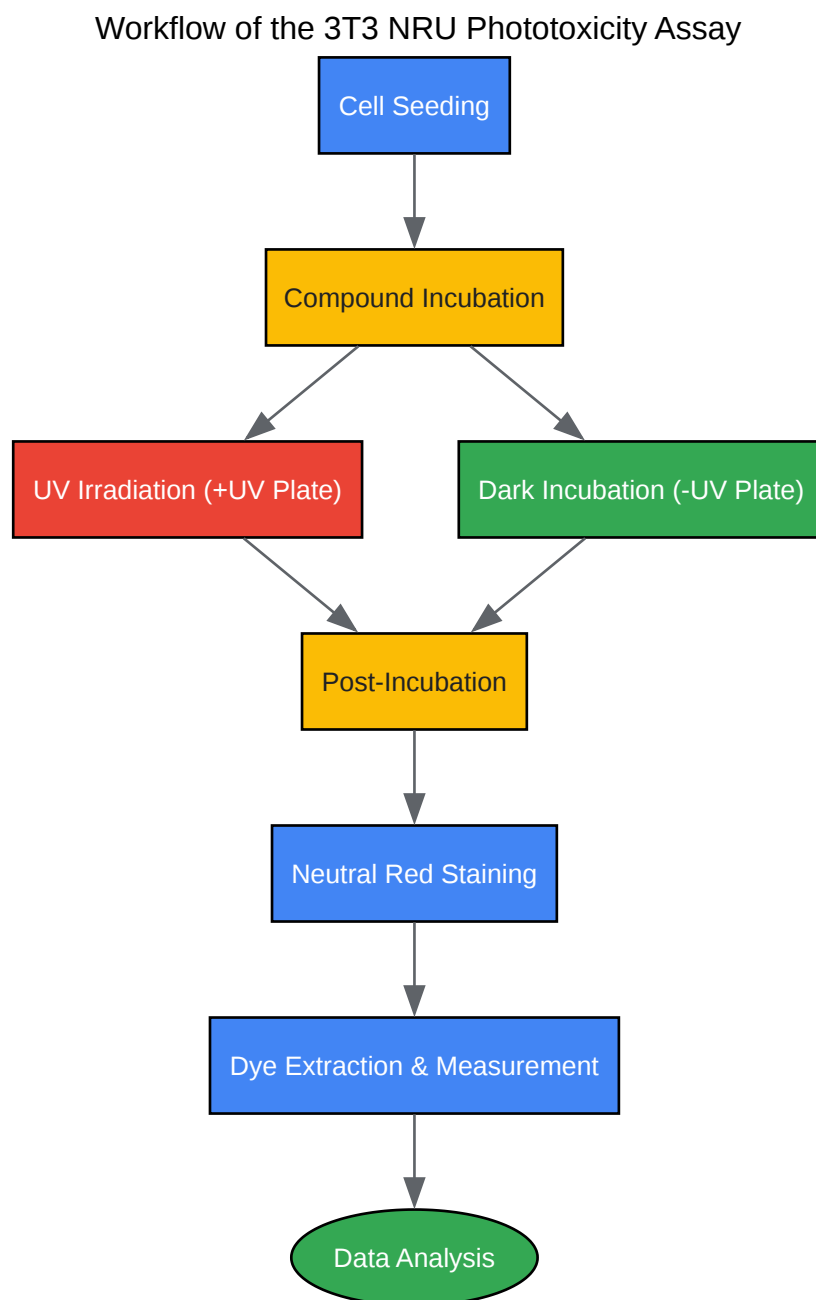 Workflow of the 3T3 NRU Phototoxicity Assay
Cell Seeding
Compound Incubation
UV Irradiation (+UV Plate)
Dark Incubation (-UV Plate)
Post-Incubation
Neutral Red Staining
Dye Extraction & Measurement
Data Analysis